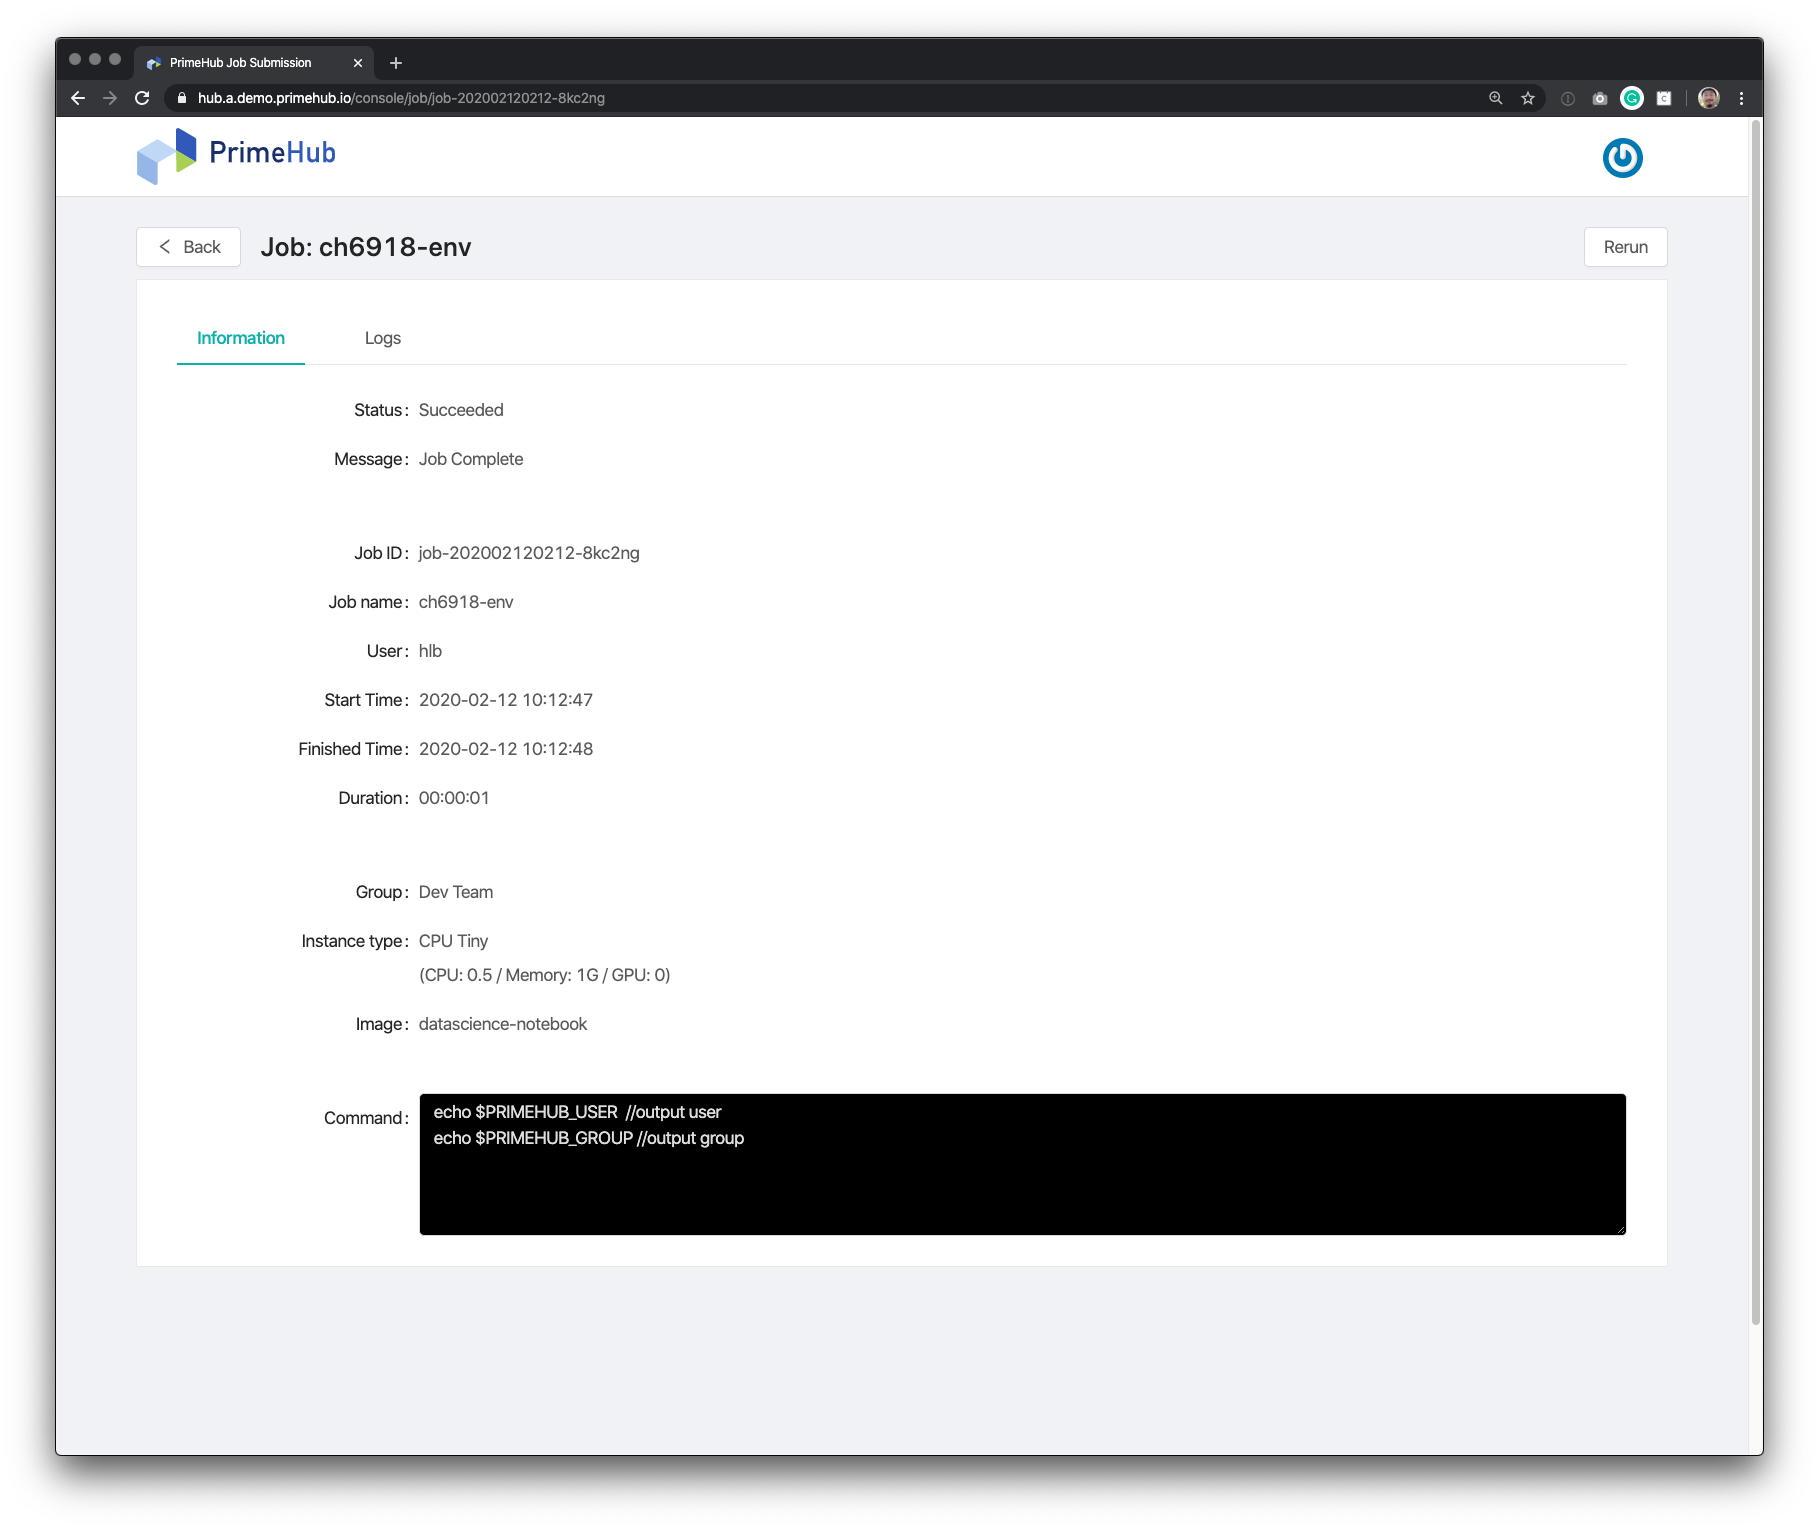 PrimeHub Job Submission
hub.a.demo.primehub.io/console/job/job-202002120212-8kc2ng
PrimeHub
Back
Job: ch6918-env
Rerun
Information
Logs
Status: Succeeded
Message: Job Complete
Job ID: job-202002120212-8kc2ng
Job name: ch6918-env
User: hlb
Start Time: 2020-02-12 10:12:47
Finished Time: 2020-02-12 10:12:48
Duration: 00:00:01
Group: Dev Team
Instance type: CPU Tiny
(CPU: 0.5 / Memory: 1G / GPU: 0)
Image: datascience-notebook
Command:
echo $PRIMEHUB_USER  //output user
echo $PRIMEHUB_GROUP //output group